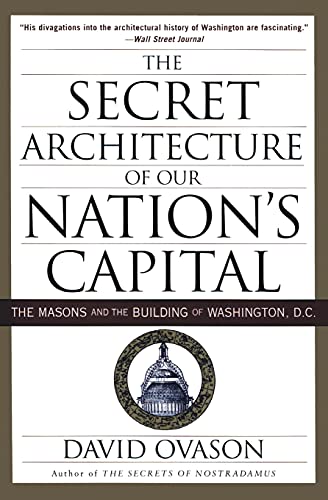 "His divagations into the architectural history of Washington are fascinating."
—Wall Street Journal
THE
SECRET
ARCHITECTURE
OF OUR
NATION'S
CAPITAL
THE MASONS AND THE BUILDING OF WASHINGTON, D.C.
DAVID OVASON
Author of THE SECRETS OF NOSTRADAMUS